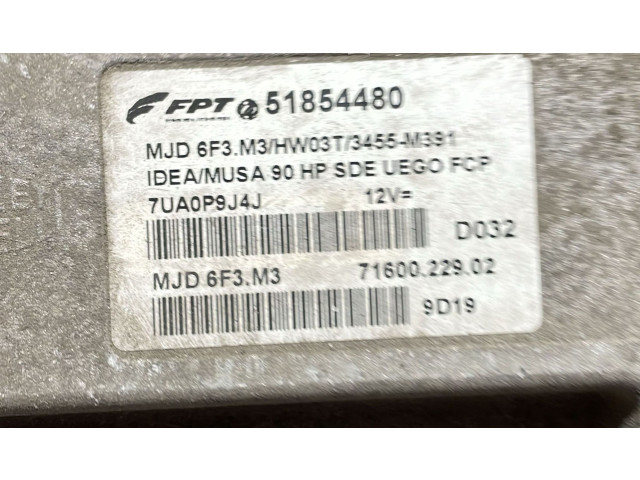 FPT 51854480
MJD 6F3.M3/HW03T/3455-M391
IDEA/MUSA 90 HP SDE UEGO FCP
7UA0P9J4J 12V=
D032
MJD 6F3.M3 71600.229.02
9D19